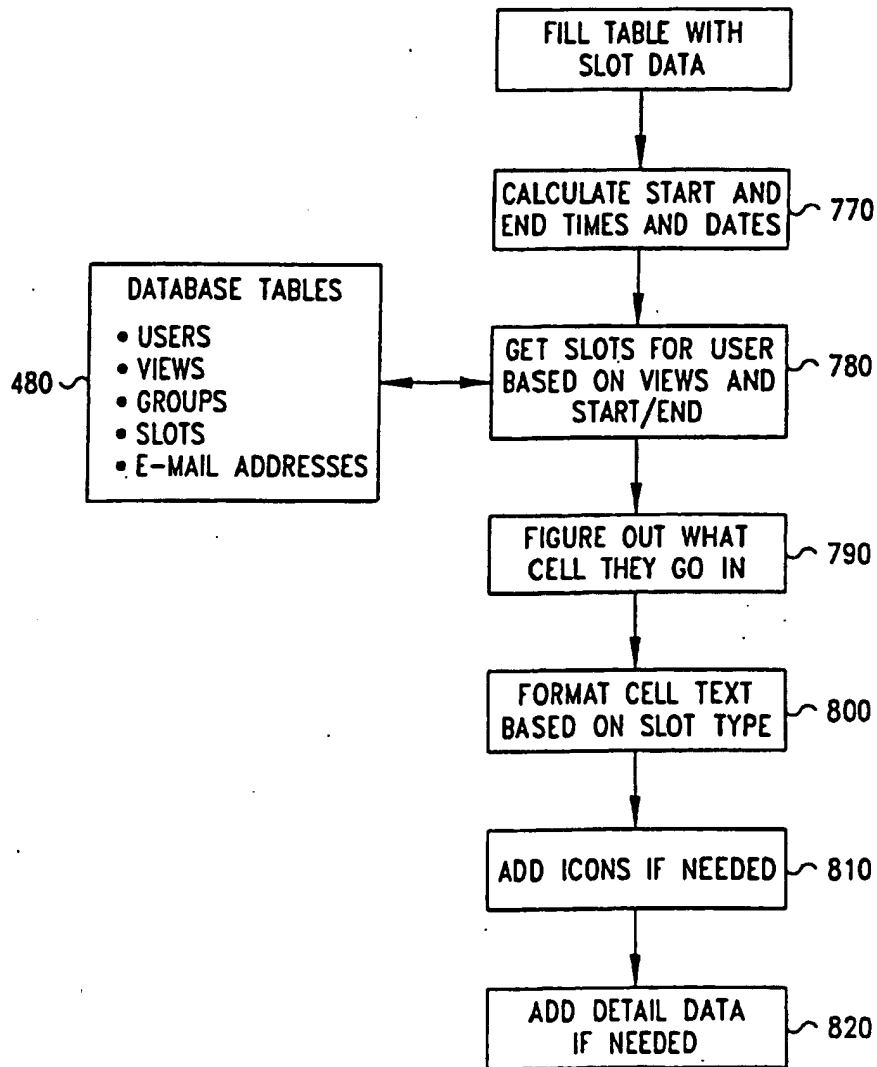 FILL TABLE WITH
SLOT DATA
CALCULATE START AND
END TIMES AND DATES
770
DATABASE TABLES
• USERS
• VIEWS
• GROUPS
• SLOTS
• E-MAIL ADDRESSES
480
GET SLOTS FOR USER
BASED ON VIEWS AND
START/END
780
FIGURE OUT WHAT
CELL THEY GO IN
790
FORMAT CELL TEXT
BASED ON SLOT TYPE
800
ADD ICONS IF NEEDED
810
ADD DETAIL DATA
IF NEEDED
820